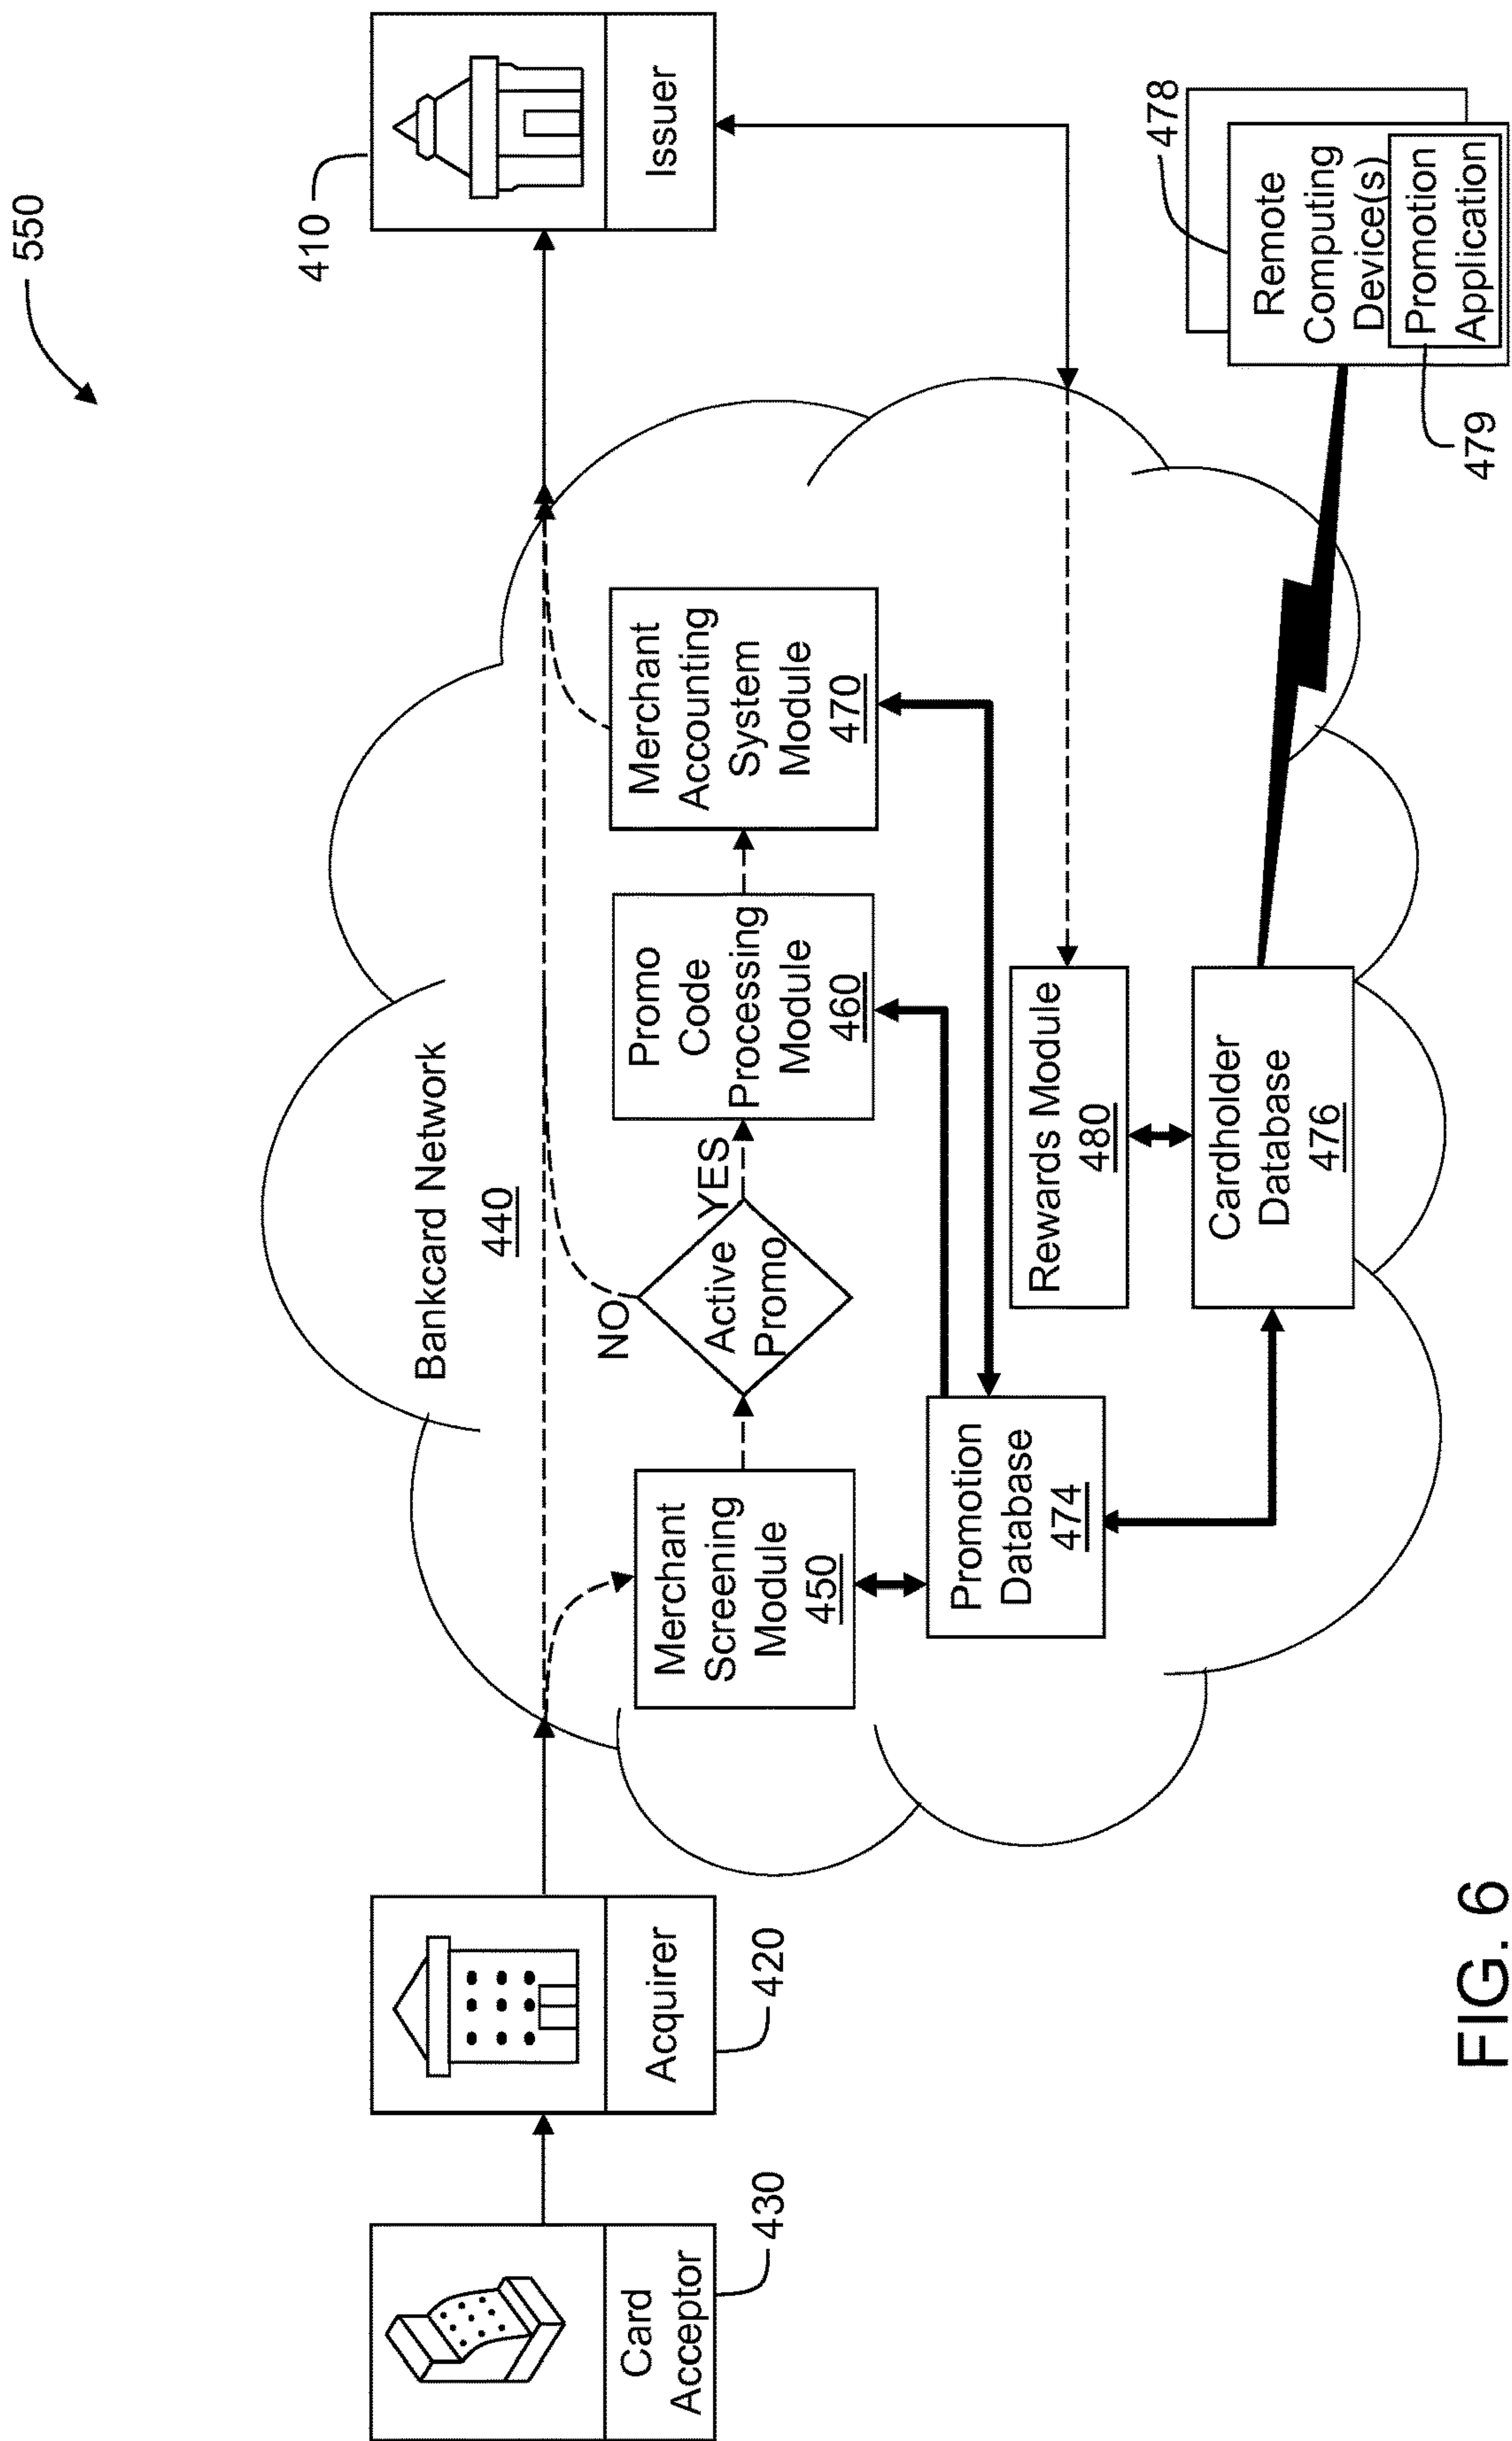 550
410
Issuer
Bankcard Network
440
Merchant
Accounting
System
Module
470
Promo
Code
Processing
Module
460
YES
NO
Active
Promo
Merchant
Screening
Module
450
Promotion
Database
474
Rewards Module
480
Cardholder
Database
476
478
Remote
Computing
Device(s)
Promotion
Application
479
Acquirer
420
Card
Acceptor
430
FIG. 6